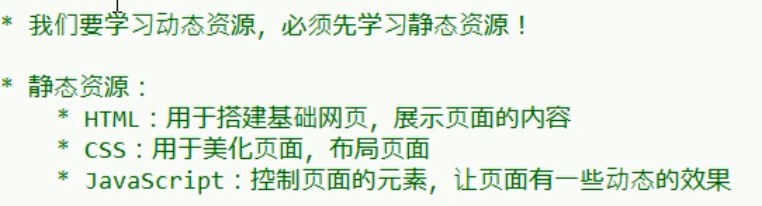 * 我们要学习动态资源，必须先学习静态资源！
* 静态资源：
* HTML：用于搭建基础网页，展示页面的内容
* CSS：用于美化页面，布局页面
* JavaScript：控制页面的元素，让页面有一些动态的效果